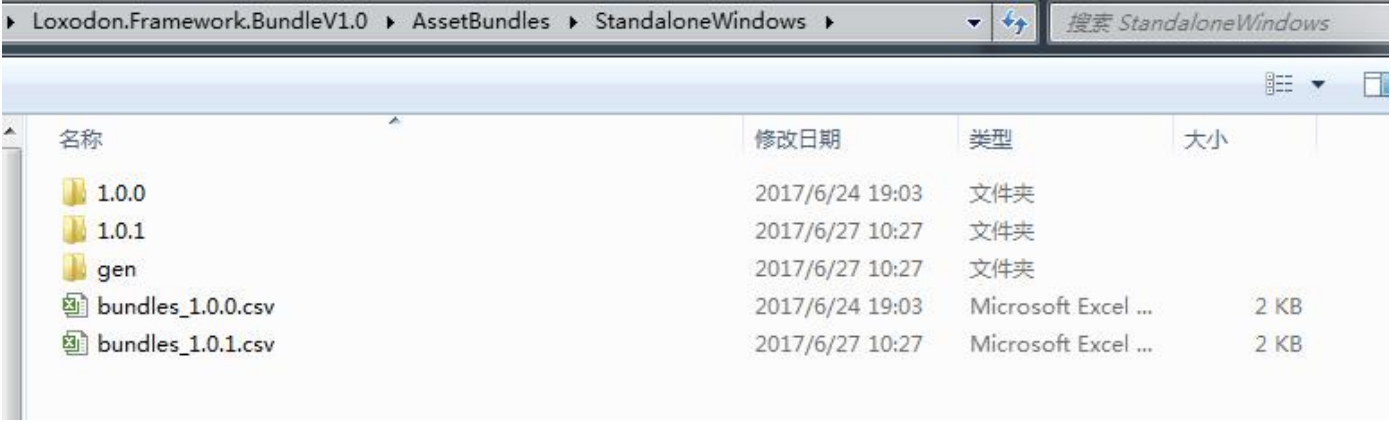 Loxodon.Framework.BundleV1.0 AssetBundles StandaloneWindows 搜索 StandaloneWindows
名称 修改日期 类型 大小
1.0.0 2017/6/24 19:03 文件夹
1.0.1 2017/6/27 10:27 文件夹
gen 2017/6/27 10:27 文件夹
bundles_1.0.0.csv 2017/6/24 19:03 Microsoft Excel ... 2 KB
bundles_1.0.1.csv 2017/6/27 10:27 Microsoft Excel ... 2 KB